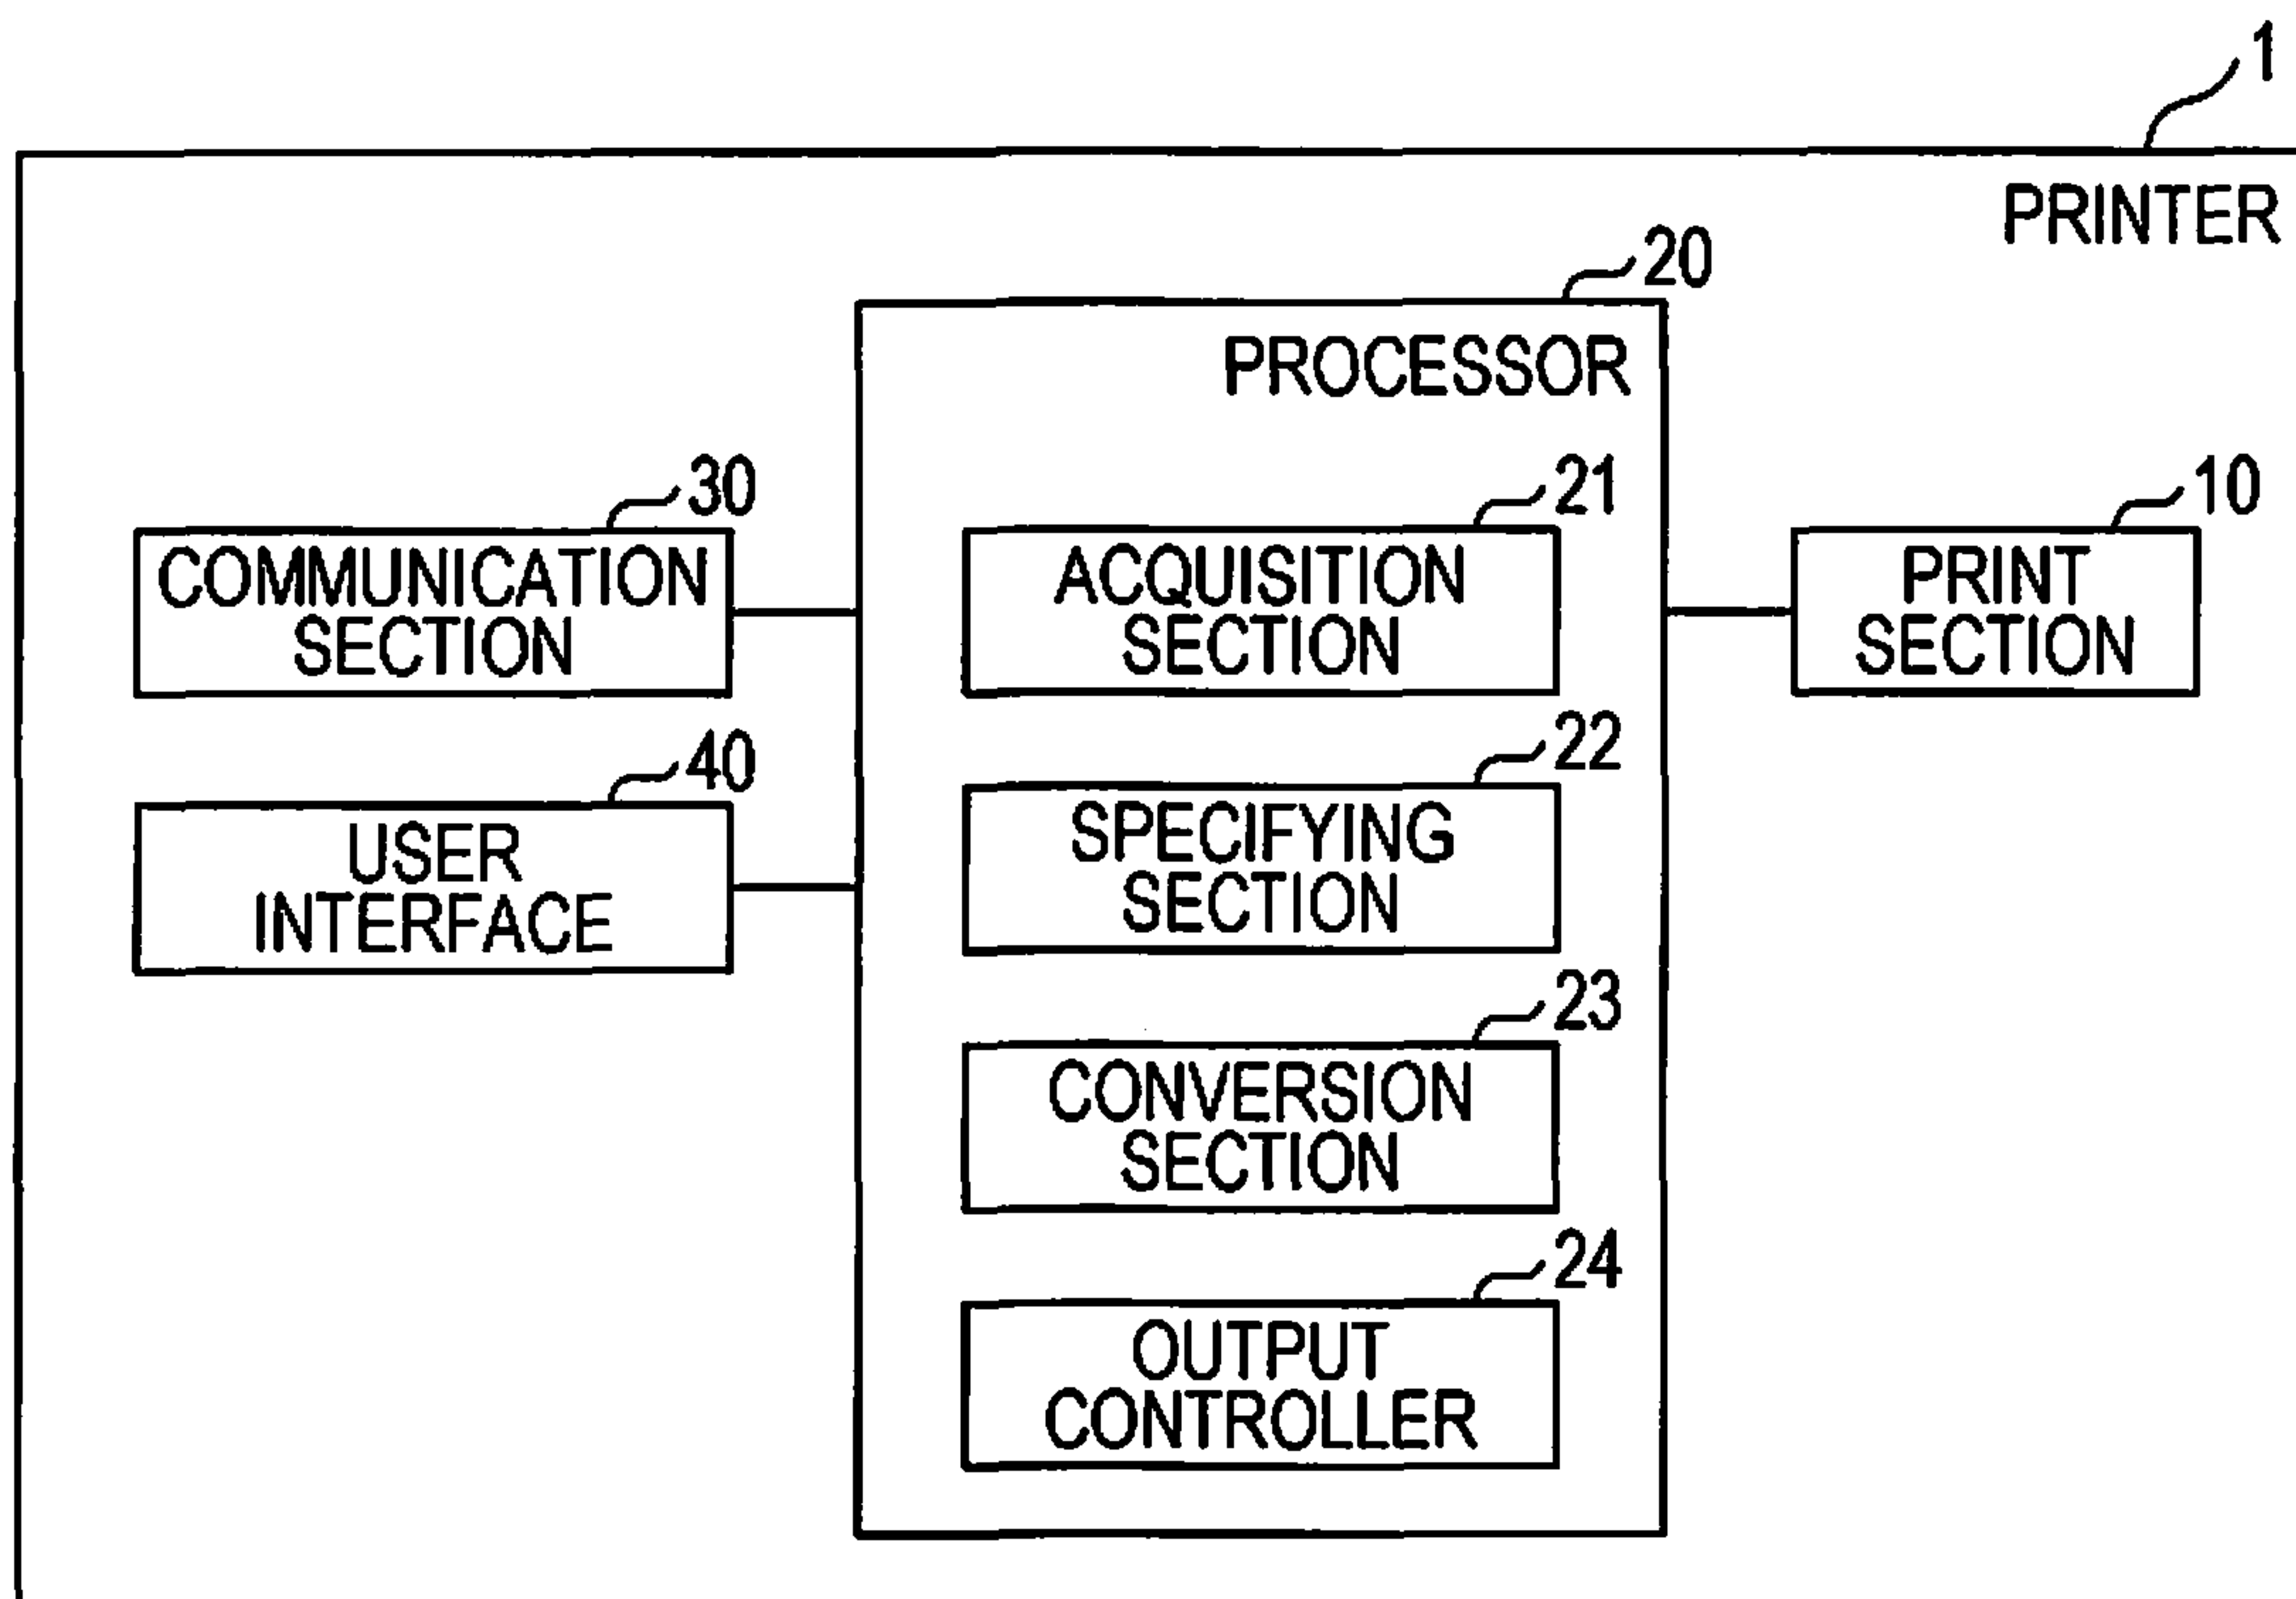 1
PRINTER
20
PROCESSOR
30
COMMUNICATION
SECTION
21
ACQUISITION
SECTION
10
PRINT
SECTION
40
USER
INTERFACE
22
SPECIFYING
SECTION
23
CONVERSION
SECTION
24
OUTPUT
CONTROLLER